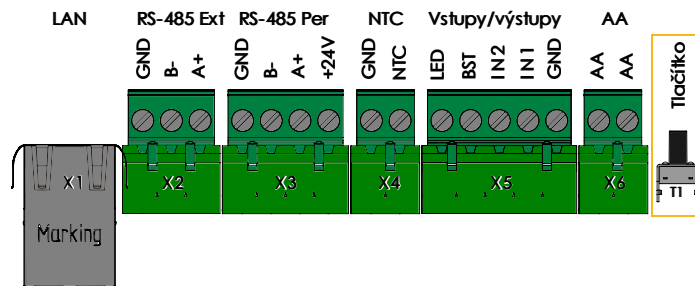 LAN RS-485 Ext RS-485 Per NTC Vstupy/výstupy AA
GND B- A+ GND B- A+ +24V GND NTC LED BST IN2 IN1 GND AA AA Tlačítko
X1 X2 X3 X4 X5 X6 T1
Marking